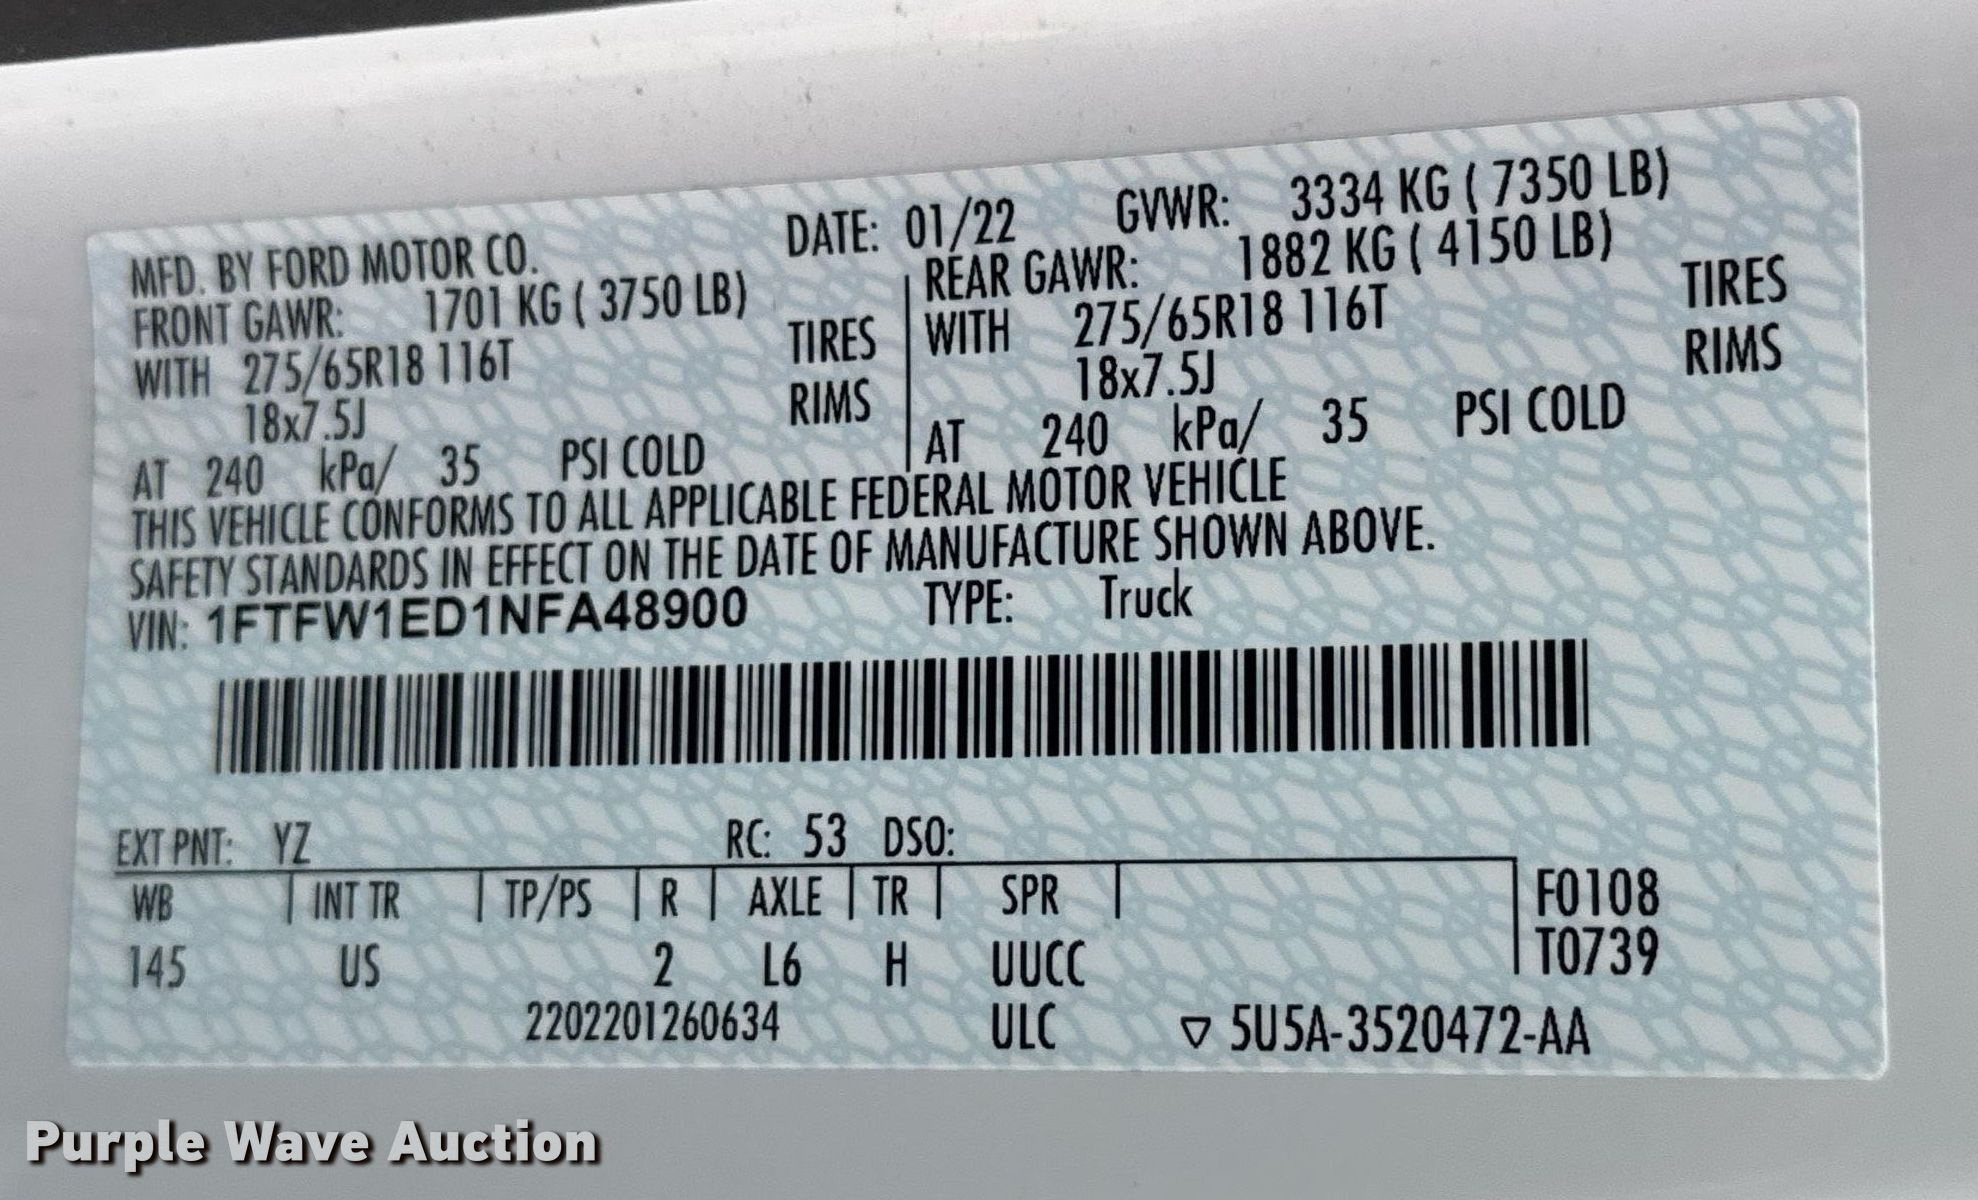 MFD. BY FORD MOTOR CO. DATE: 01/22 GVWR: 3334 KG ( 7350 LB)
FRONT GAWR: 1701 KG ( 3750 LB) REAR GAWR: 1882 KG ( 4150 LB)
WITH 275/65R18 116T TIRES WITH 275/65R18 116T TIRES
18x7.5J RIMS 18x7.5J RIMS
AT 240 kPa/ 35 PSI COLD AT 240 kPa/ 35 PSI COLD
THIS VEHICLE CONFORMS TO ALL APPLICABLE FEDERAL MOTOR VEHICLE
SAFETY STANDARDS IN EFFECT ON THE DATE OF MANUFACTURE SHOWN ABOVE.
VIN: 1FTFW1ED1NFA48900 TYPE: Truck
EXT PNT: YZ RC: 53 DSO:
WB INT TR TP/PS R AXLE TR SPR F0108
145 US 2 L6 H UUCC T0739
2202201260634 ULC ▽ 5U5A-3520472-AA
Purple Wave Auction